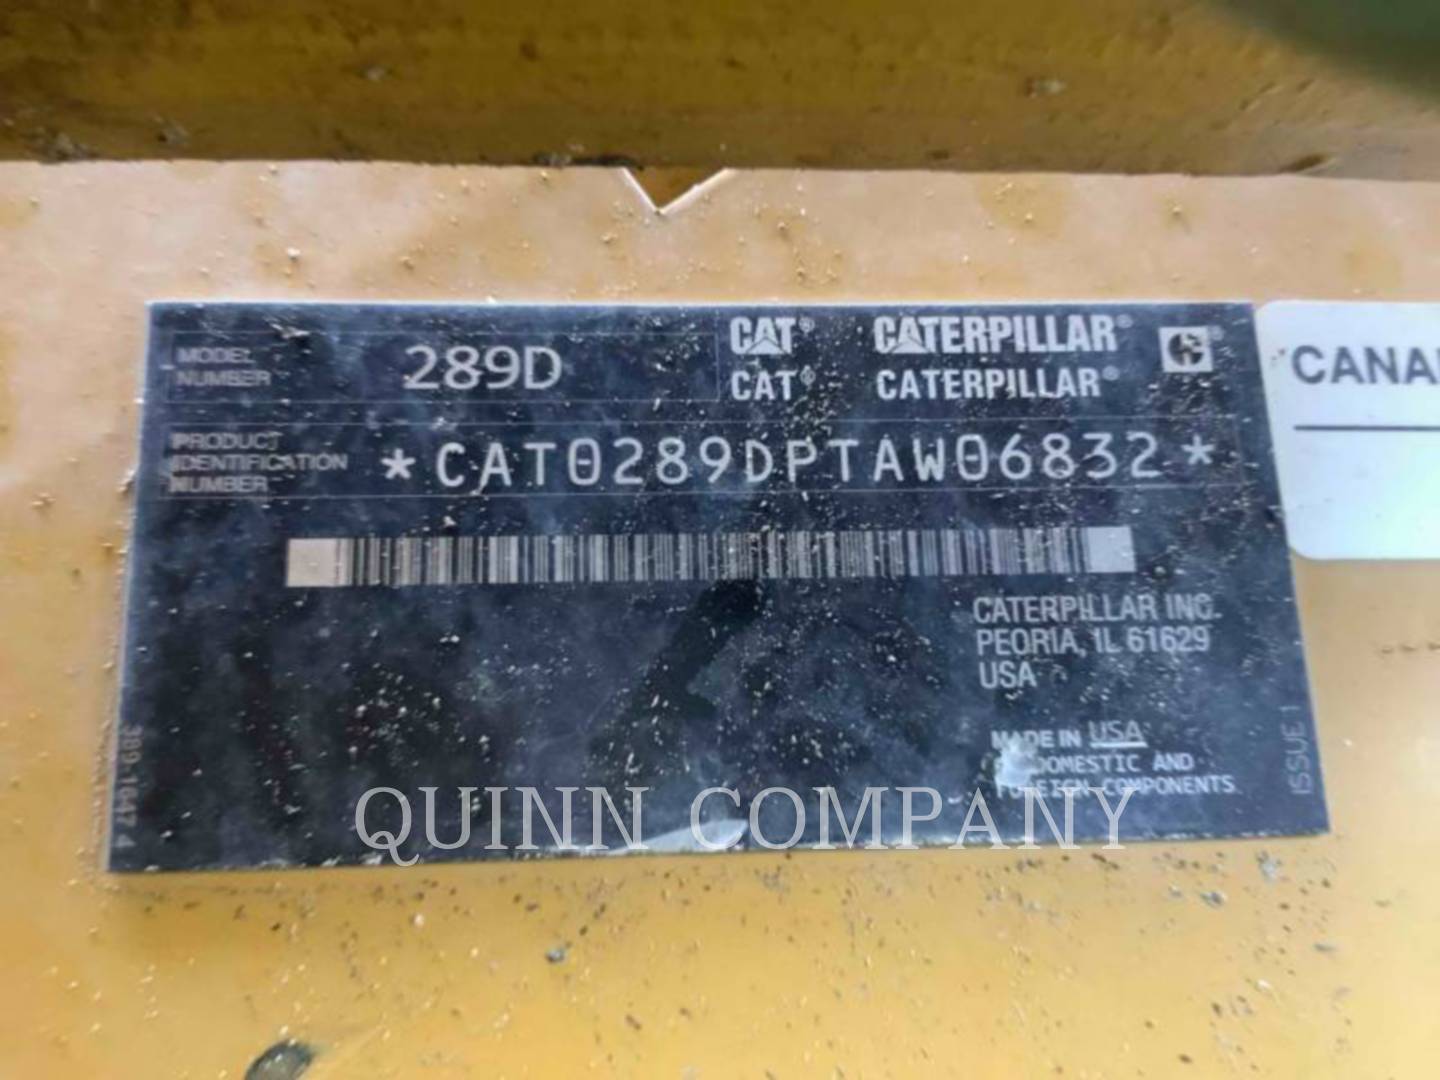 MODEL
NUMBER
289D
CAT® CATERPILLAR®
CAT® CATERPILLAR®
PRODUCT
IDENTIFICATION
NUMBER
*CAT0289DPTAW06832*
CATERPILLAR INC.
PEORIA, IL 61629
USA
MADE IN USA
DOMESTIC AND
FOREIGN COMPONENTS
ISSUE 1
QUINN COMPANY